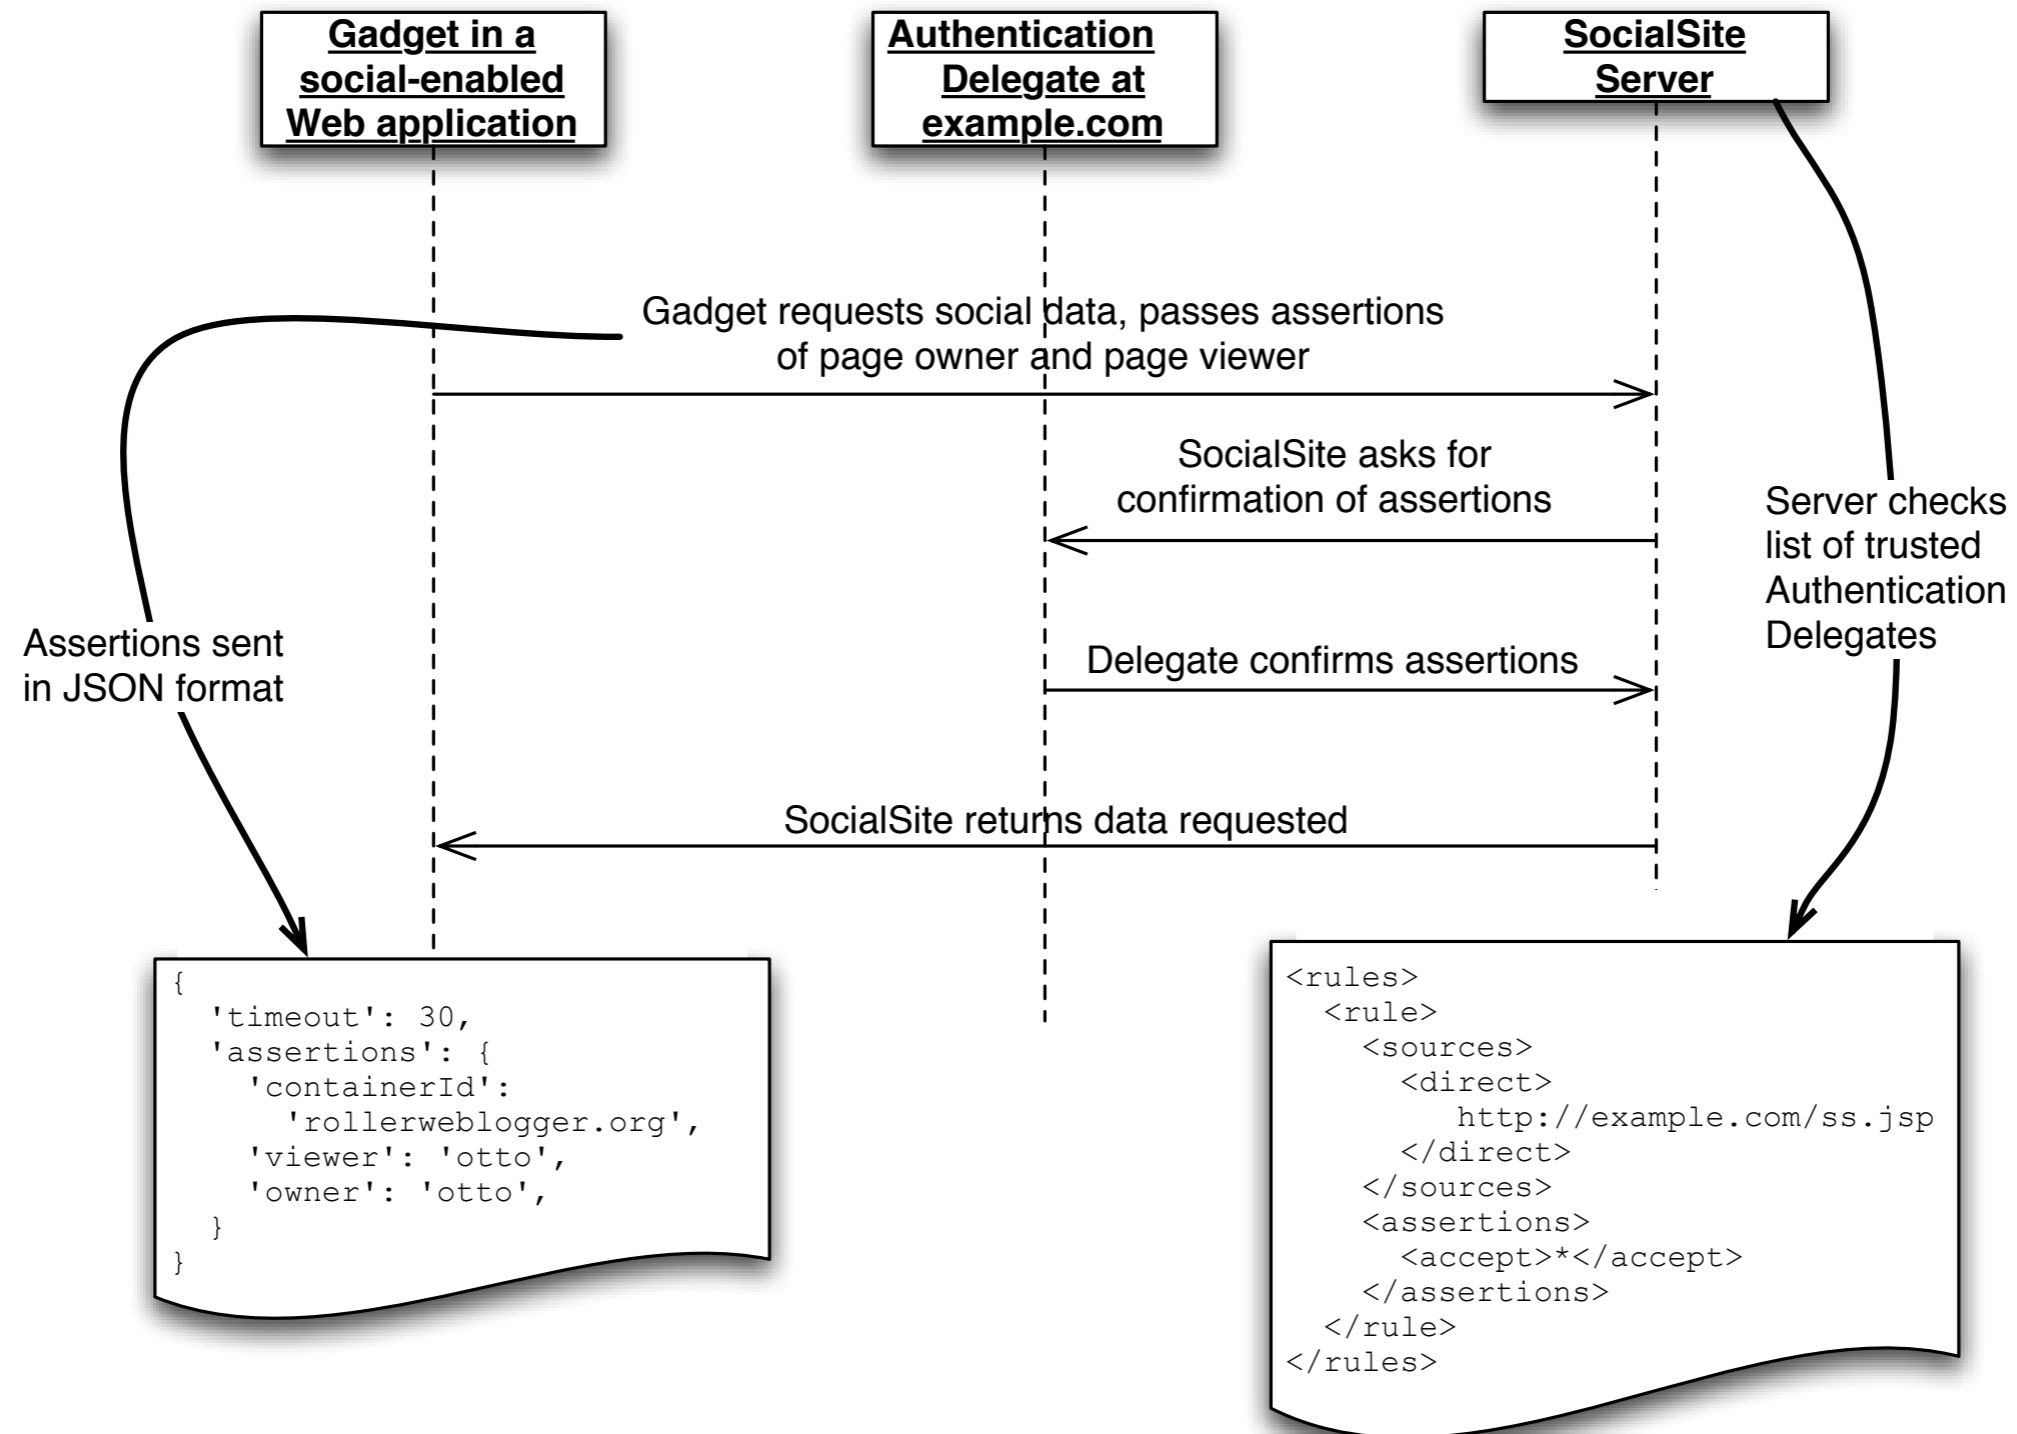 Gadget in a
social-enabled
Web application
Authentication
Delegate at
example.com
SocialSite
Server
Gadget requests social data, passes assertions
of page owner and page viewer
SocialSite asks for
confirmation of assertions
Server checks
list of trusted
Authentication
Delegates
Assertions sent
in JSON format
Delegate confirms assertions
SocialSite returns data requested
{
  'timeout': 30,
  'assertions': {
    'containerId':
      'rollerweblogger.org',
    'viewer': 'otto',
    'owner': 'otto',
  }
}
<rules>
  <rule>
    <sources>
      <direct>
         http://example.com/ss.jsp
      </direct>
    </sources>
    <assertions>
      <accept>*</accept>
    </assertions>
  </rule>
</rules>